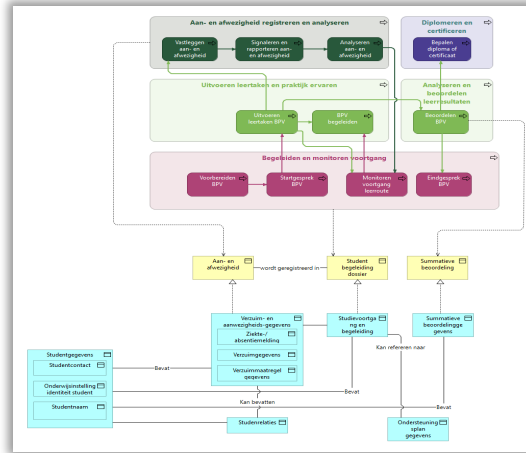 Aan- en afwezigheid registreren en analyseren
Vastleggen
aan- en
afwezigheid
Signaleren en
rapporteren aan-
en afwezigheid
Analyseren
aan- en
afwezigheid
Diplomeren en
certificeren
Bepalen
diploma of
certificaat
Uitvoeren leertaken en praktijk ervaren
Uitvoeren
leertaken BPV
BPV
begeleiden
Analyseren en
beoordelen
leerresultaten
Beoordelen
BPV
Begeleiden en monitoren voortgang
Voorbereiden
BPV
Startgesprek
BPV
Monitoren
voortgang
leerroute
Eindgesprek
BPV
Aan- en
afwezigheid
wordt geregistreerd in
Student
begeleiding
dossier
Summatieve
beoordeling
Verzuim- en
aanwezigheids-gegevens
Ziekte-/
absentiemelding
Verzuimgegevens
Verzuimmaatregel
gegevens
Studievoortga
ng en
begeleiding
Summatieve
beoordelingge
gevens
Kan refereren naar
Studentgegevens
Studentcontact
Onderwijsinstelling
identiteit student
Studentnaam
Bevat
Bevat
Kan bevatten
Bevat
Studentrelaties
Ondersteuning
splan
gegevens